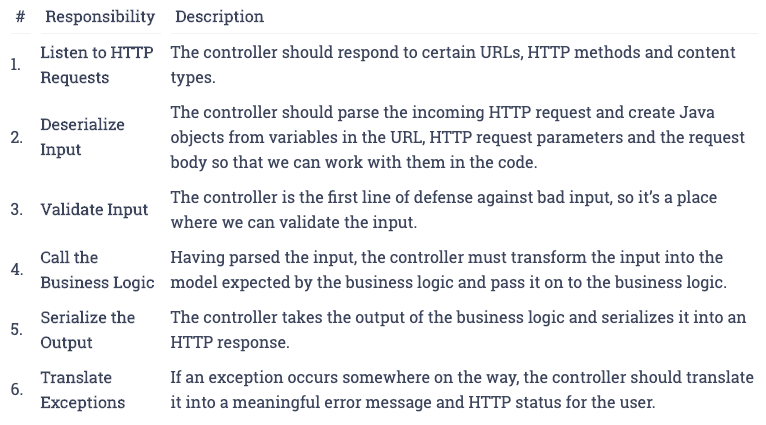 # Responsibility Description
1. Listen to HTTP Requests The controller should respond to certain URLs, HTTP methods and content types.
2. Deserialize Input The controller should parse the incoming HTTP request and create Java objects from variables in the URL, HTTP request parameters and the request body so that we can work with them in the code.
3. Validate Input The controller is the first line of defense against bad input, so it’s a place where we can validate the input.
4. Call the Business Logic Having parsed the input, the controller must transform the input into the model expected by the business logic and pass it on to the business logic.
5. Serialize the Output The controller takes the output of the business logic and serializes it into an HTTP response.
6. Translate Exceptions If an exception occurs somewhere on the way, the controller should translate it into a meaningful error message and HTTP status for the user.